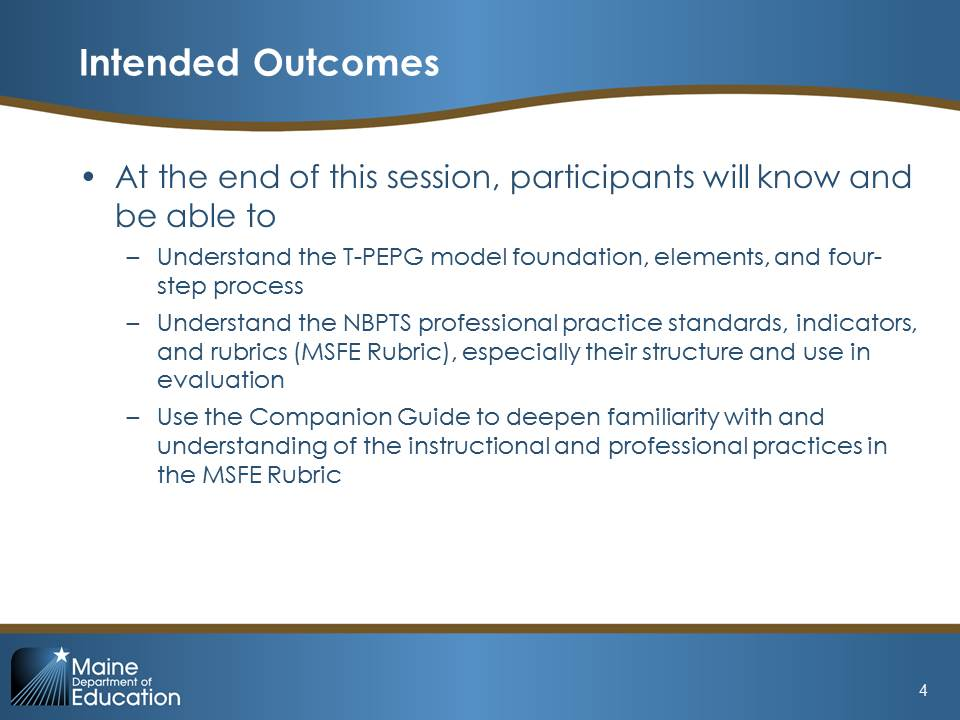 Intended Outcomes
• At the end of this session, participants will know and
be able to
– Understand the T-PEPG model foundation, elements, and four-
step process
– Understand the NBPTS professional practice standards, indicators,
and rubrics (MSFE Rubric), especially their structure and use in
evaluation
– Use the Companion Guide to deepen familiarity with and
understanding of the instructional and professional practices in
the MSFE Rubric
Maine
Department of
Education
4